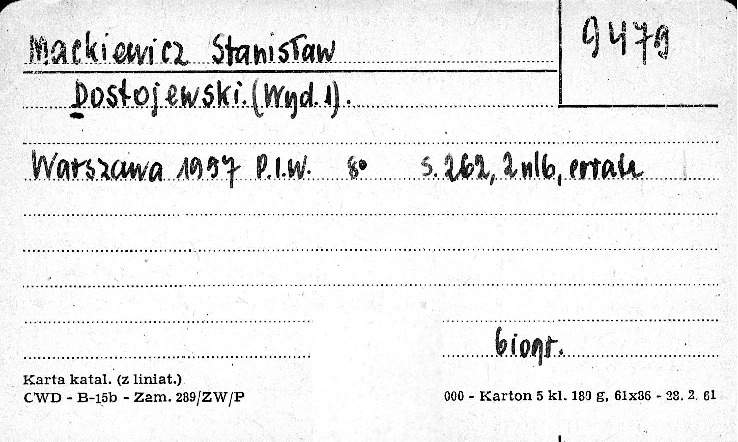 Mackiewicz Stanisław
9479
Dostojewski. (Wyd. 1).
Warszawa 1957 P.I.W. 8° s. 262, 2 nlb, errata
biogr.
Karta katal. (z liniat.)
CWD - B-15b - Zam. 289/ZW/P
000 - Karton 5 kl. 180 g, 61x86 - 28. 2. 61